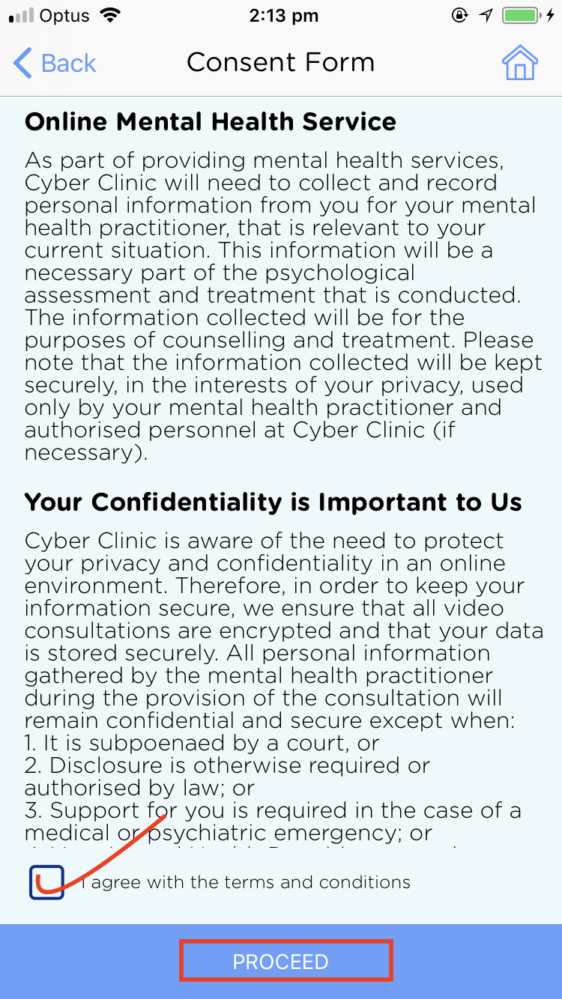 Optus 2:13 pm
Back Consent Form
Online Mental Health Service
As part of providing mental health services,
Cyber Clinic will need to collect and record
personal information from you for your mental
health practitioner, that is relevant to your
current situation. This information will be a
necessary part of the psychological
assessment and treatment that is conducted.
The information collected will be for the
purposes of counselling and treatment. Please
note that the information collected will be kept
securely, in the interests of your privacy, used
only by your mental health practitioner and
authorised personnel at Cyber Clinic (if
necessary).
Your Confidentiality is Important to Us
Cyber Clinic is aware of the need to protect
your privacy and confidentiality in an online
environment. Therefore, in order to keep your
information secure, we ensure that all video
consultations are encrypted and that your data
is stored securely. All personal information
gathered by the mental health practitioner
during the provision of the consultation will
remain confidential and secure except when:
1. It is subpoenaed by a court, or
2. Disclosure is otherwise required or
authorised by law; or
3. Support for you is required in the case of a
medical or psychiatric emergency; or
I agree with the terms and conditions
PROCEED